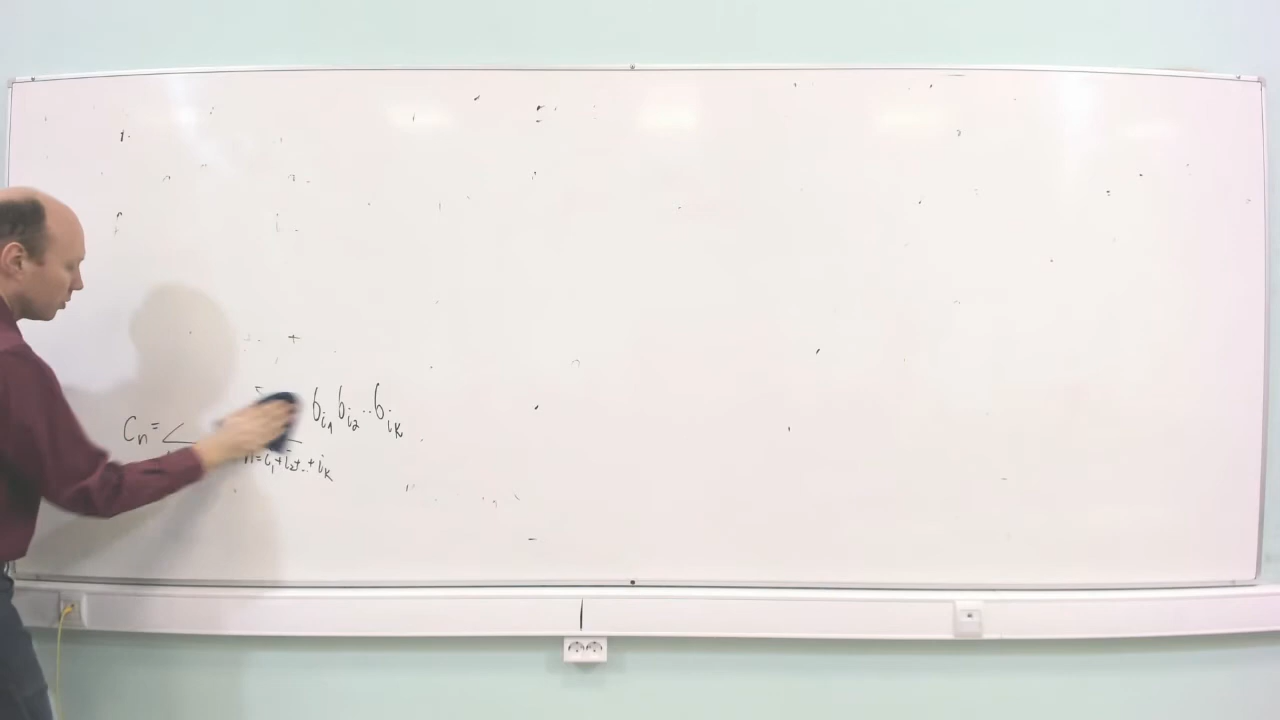 Cₙ= b_{i₁} b_{i₂} ‥ b_{iₖ}
n=i₁+i₂+..+iₖ